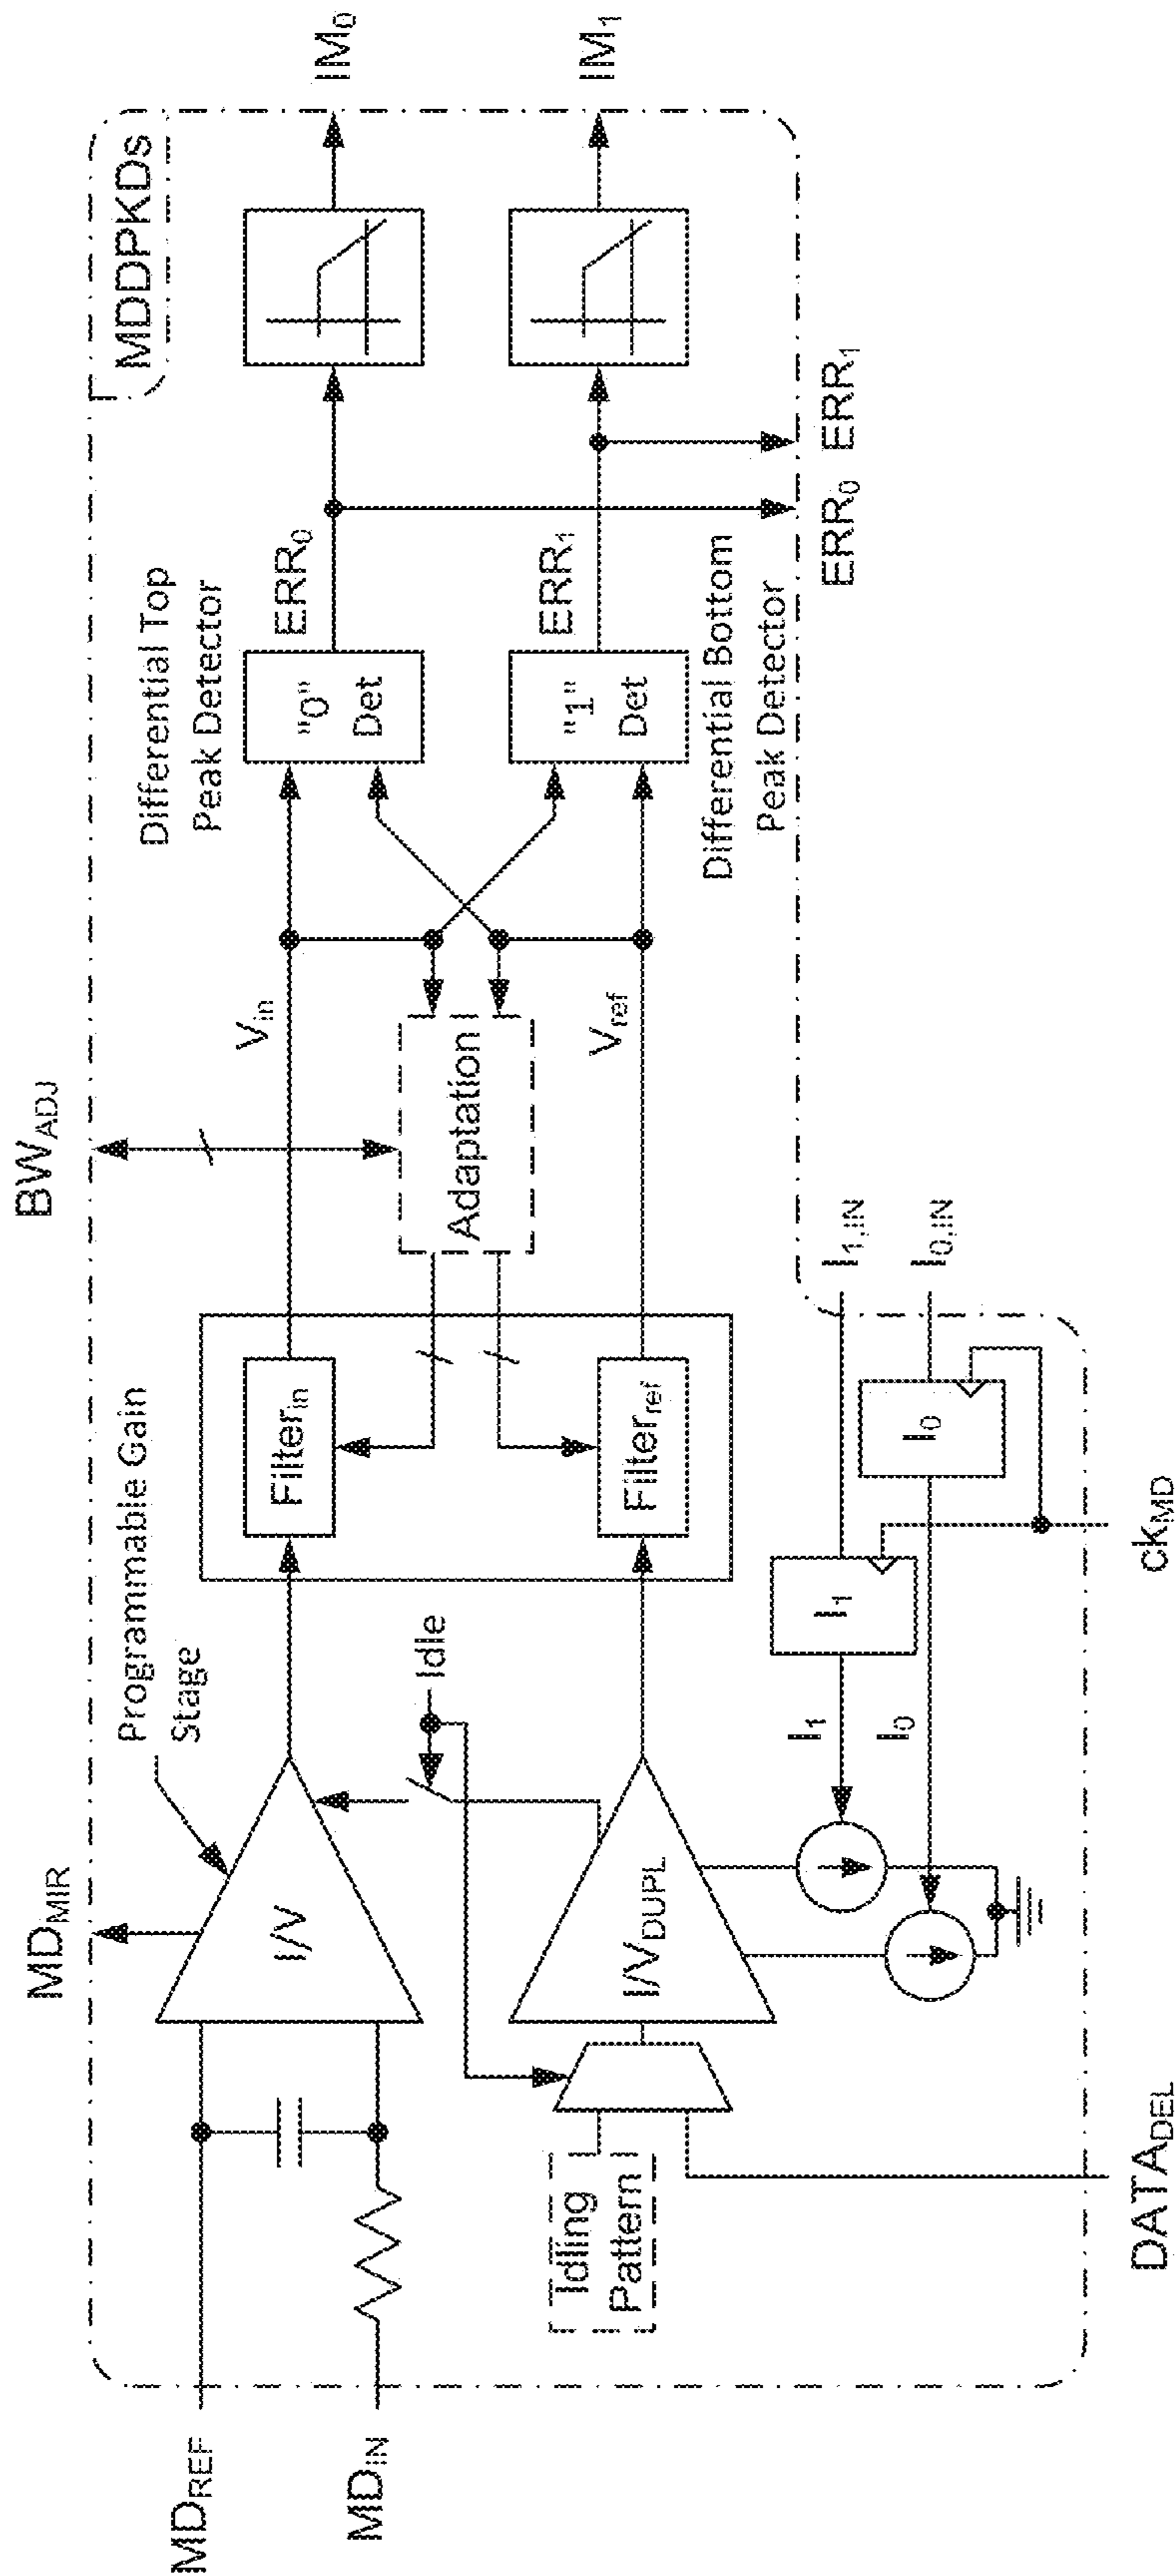 MDDPKDs
MD_REF
MD_IN
MD_MIR
Programmable Gain
Stage
I/V
BW_ADJ
Filter_in
V_in
Differential Top
Peak Detector
"0"
Det
ERR_0
IM_0
Idle
Adaptation
Idling
Pattern
I/V_DUPL
Filter_ref
V_ref
"1"
Det
ERR_1
IM_1
Differential Bottom
Peak Detector
ERR_0
ERR_1
I_1
I_0
I_1
I_0
I_1,IN
I_0,IN
DATA_DEL
ck_MD